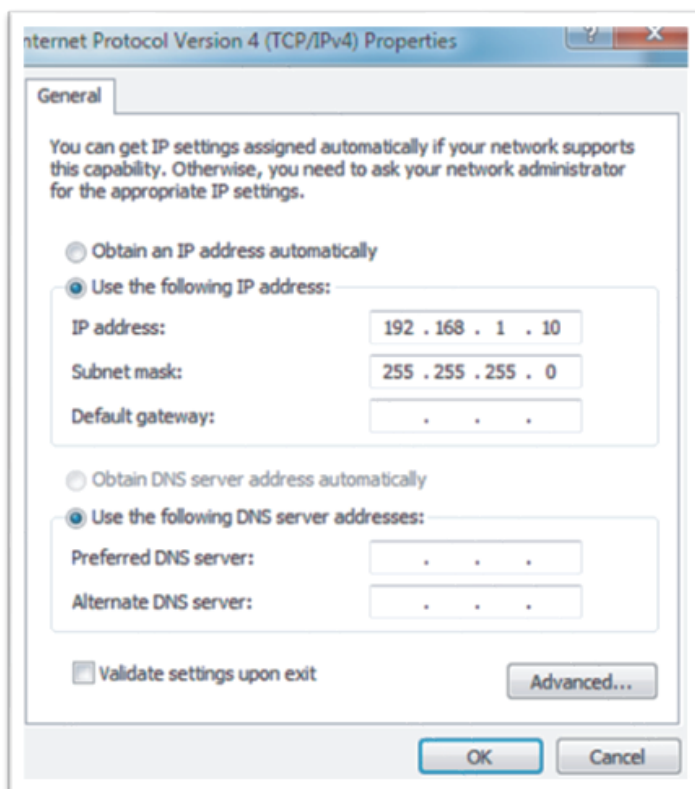 nternet Protocol Version 4 (TCP/IPv4) Properties
? X
General
You can get IP settings assigned automatically if your network supports
this capability. Otherwise, you need to ask your network administrator
for the appropriate IP settings.
Obtain an IP address automatically
Use the following IP address:
IP address: 192 . 168 . 1 . 10
Subnet mask: 255 . 255 . 255 . 0
Default gateway: . . .
Obtain DNS server address automatically
Use the following DNS server addresses:
Preferred DNS server: . . .
Alternate DNS server: . . .
Validate settings upon exit
Advanced...
OK Cancel